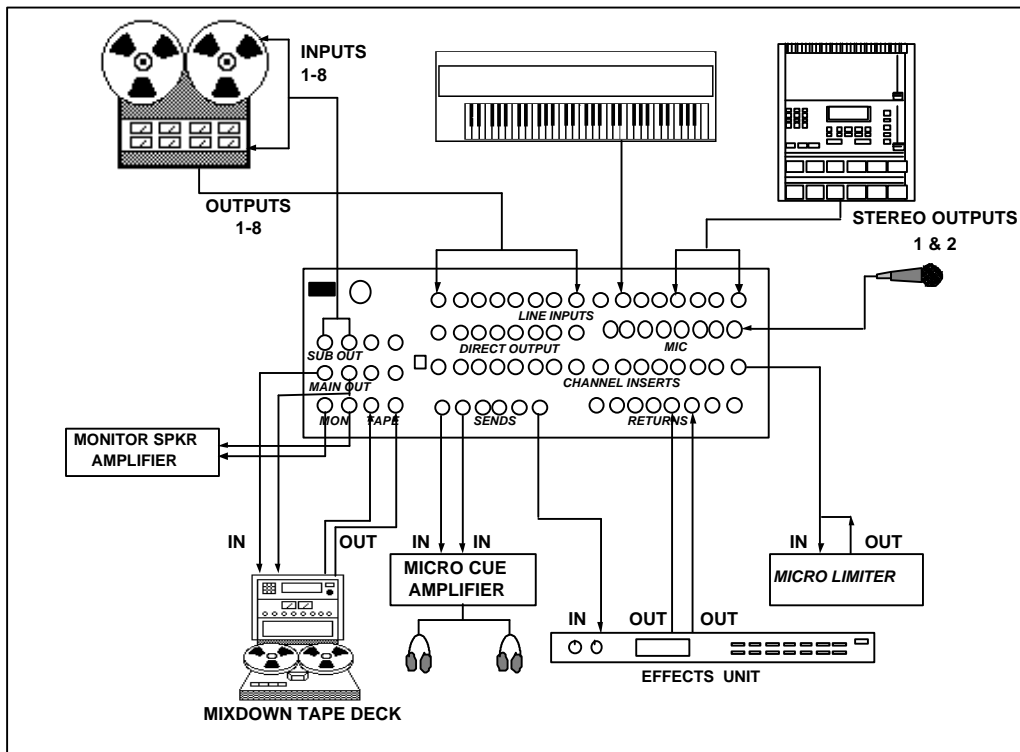 INPUTS
1-8
OUTPUTS
1-8
STEREO OUTPUTS
1 & 2
LINE INPUTS
DIRECT OUTPUT
MIC
SUB OUT
MAIN OUT
CHANNEL INSERTS
MON
TAPE
SENDS
RETURNS
MONITOR SPKR
AMPLIFIER
IN
OUT
IN
IN
MICRO CUE
AMPLIFIER
IN
OUT
MICRO LIMITER
IN
OUT
OUT
EFFECTS UNIT
MIXDOWN TAPE DECK